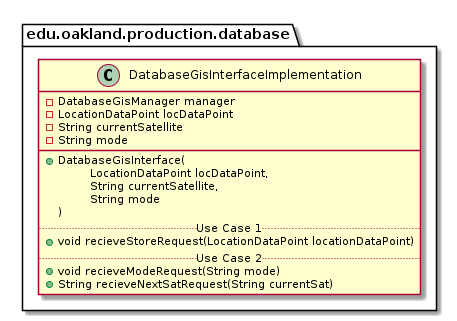 edu.oakland.production.database
C DatabaseGisInterfaceImplementation
DatabaseGisManager manager
LocationDataPoint locDataPoint
String currentSatellite
String mode
DatabaseGisInterface(
LocationDataPoint locDataPoint,
String currentSatellite,
String mode
)
Use Case 1
void recieveStoreRequest(LocationDataPoint locationDataPoint)
Use Case 2
void recieveModeRequest(String mode)
String recieveNextSatRequest(String currentSat)